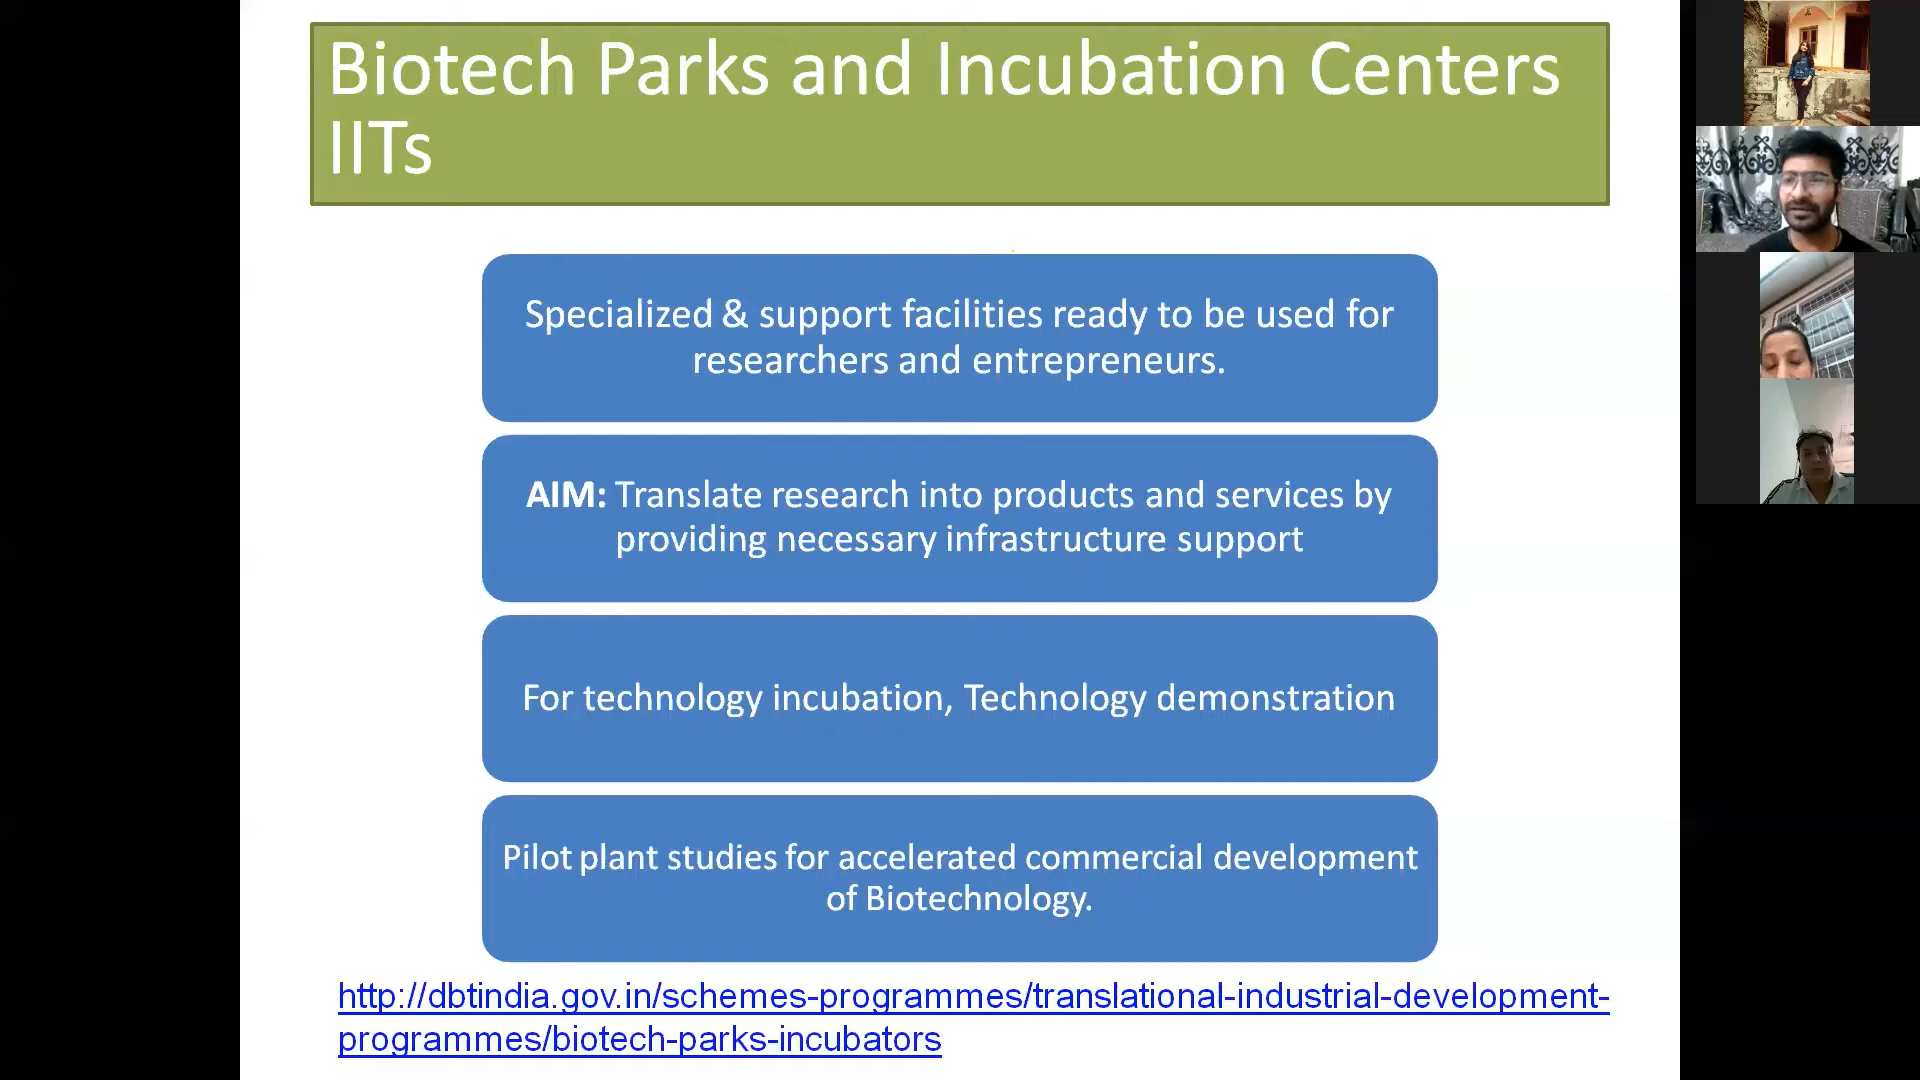 Biotech Parks and Incubation Centers
IITs
Specialized & support facilities ready to be used for
researchers and entrepreneurs.
AIM: Translate research into products and services by
providing necessary infrastructure support
For technology incubation, Technology demonstration
Pilot plant studies for accelerated commercial development
of Biotechnology.
http://dbtindia.gov.in/schemes-programmes/translational-industrial-development-
programmes/biotech-parks-incubators